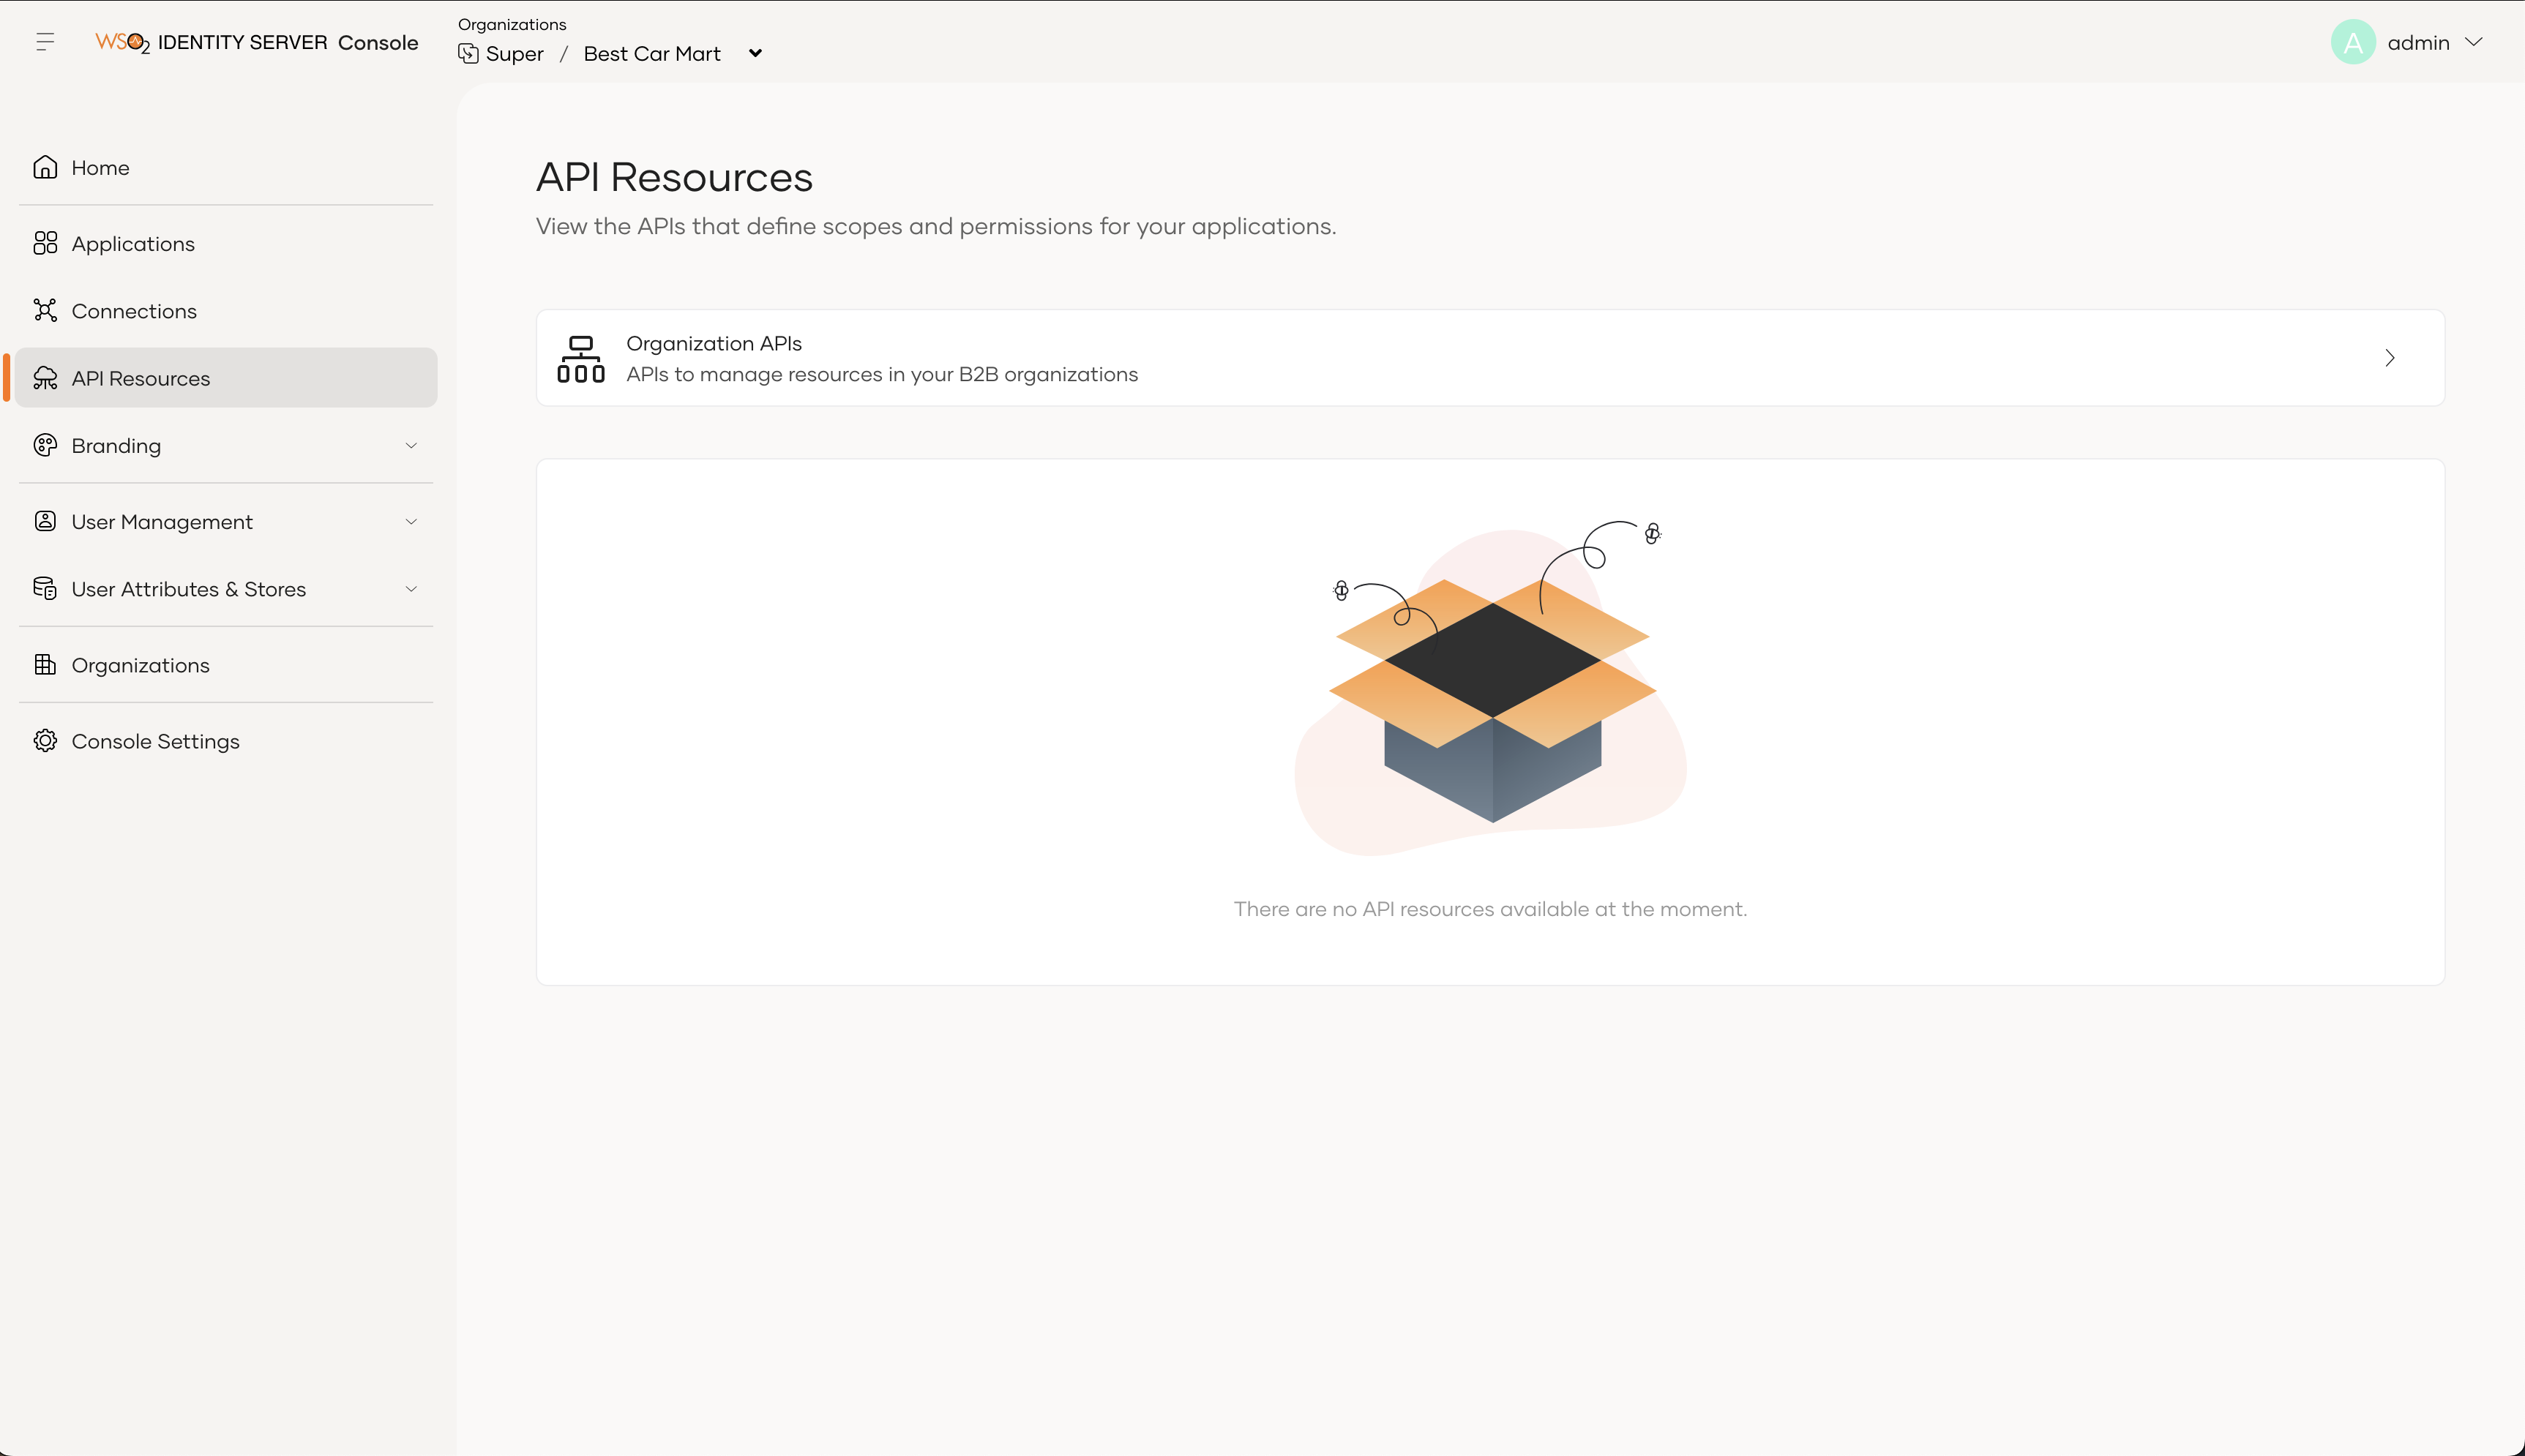 WSO2 IDENTITY SERVER Console
Organizations
Super / Best Car Mart
A admin
Home
Applications
Connections
API Resources
Branding
User Management
User Attributes & Stores
Organizations
Console Settings
API Resources
View the APIs that define scopes and permissions for your applications.
Organization APIs
APIs to manage resources in your B2B organizations
There are no API resources available at the moment.